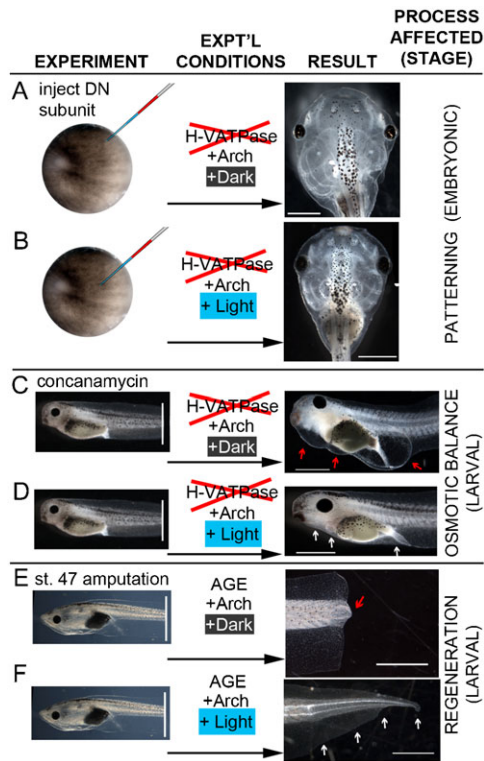 EXPERIMENT
EXPT'L
CONDITIONS
RESULT
PROCESS
AFFECTED
(STAGE)
A
inject DN
subunit
H-VATPase
+Arch
+Dark
B
H-VATPase
+Arch
+ Light
PATTERNING (EMBRYONIC)
C
concanamycin
H-VATPase
+Arch
+Dark
D
H-VATPase
+Arch
+ Light
OSMOTIC BALANCE
(LARVAL)
E
st. 47 amputation
AGE
+Arch
+Dark
F
AGE
+Arch
+ Light
REGENERATION
(LARVAL)